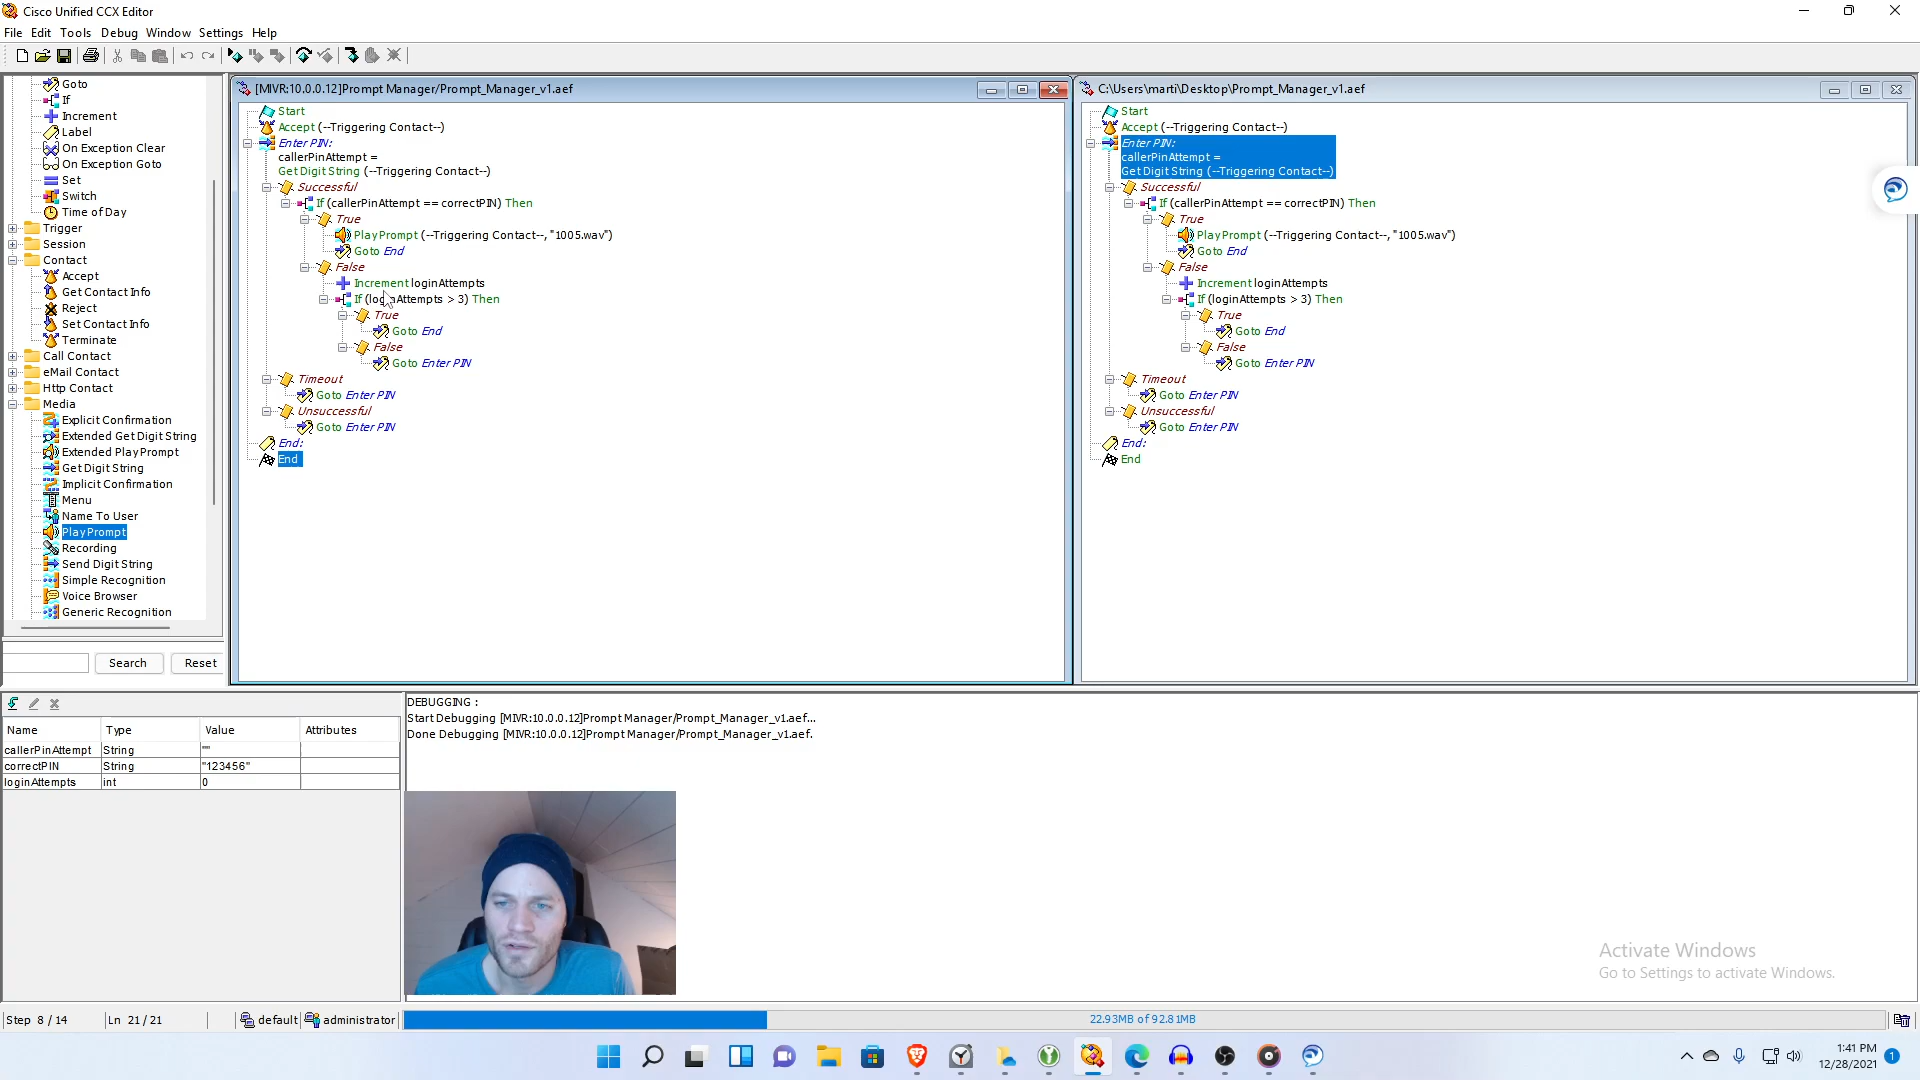 Cisco Unified CCX Editor
File Edit Tools Debug Window Settings Help
Goto
If
Increment
Label
On Exception Clear
On Exception Goto
Set
Switch
Time of Day
Trigger
Session
Contact
Accept
Get Contact Info
Reject
Set Contact Info
Terminate
Call Contact
eMail Contact
Http Contact
Media
Explicit Confirmation
Extended Get Digit String
Extended Play Prompt
Get Digit String
Implicit Confirmation
Menu
Name To User
Play Prompt
Recording
Send Digit String
Simple Recognition
Voice Browser
Generic Recognition
Search Reset
[MIVR:10.0.0.12]Prompt Manager/Prompt_Manager_v1.aef
Start
Accept (--Triggering Contact--)
Enter PIN:
callerPinAttempt =
Get Digit String (--Triggering Contact--)
Successful
If (callerPinAttempt == correctPIN) Then
True
Play Prompt (--Triggering Contact--, "1005.wav")
Goto End
False
Increment loginAttempts
If (loginAttempts > 3) Then
True
Goto End
False
Goto Enter PIN
Timeout
Goto Enter PIN
Unsuccessful
Goto Enter PIN
End:
End
C:\Users\marti\Desktop\Prompt_Manager_v1.aef
Start
Accept (--Triggering Contact--)
Enter PIN:
callerPinAttempt =
Get Digit String (--Triggering Contact--)
Successful
If (callerPinAttempt == correctPIN) Then
True
Play Prompt (--Triggering Contact--, "1005.wav")
Goto End
False
Increment loginAttempts
If (loginAttempts > 3) Then
True
Goto End
False
Goto Enter PIN
Timeout
Goto Enter PIN
Unsuccessful
Goto Enter PIN
End:
End
Name Type Value Attributes
callerPinAttempt String ""
correctPIN String "123456"
loginAttempts int 0
DEBUGGING :
Start Debugging [MIVR:10.0.0.12]Prompt Manager/Prompt_Manager_v1.aef...
Done Debugging [MIVR:10.0.0.12]Prompt Manager/Prompt_Manager_v1.aef.
Activate Windows
Go to Settings to activate Windows.
Step 8 / 14 Ln 21 / 21 default administrator 22.93MB of 92.81MB
1:41 PM
12/28/2021 1